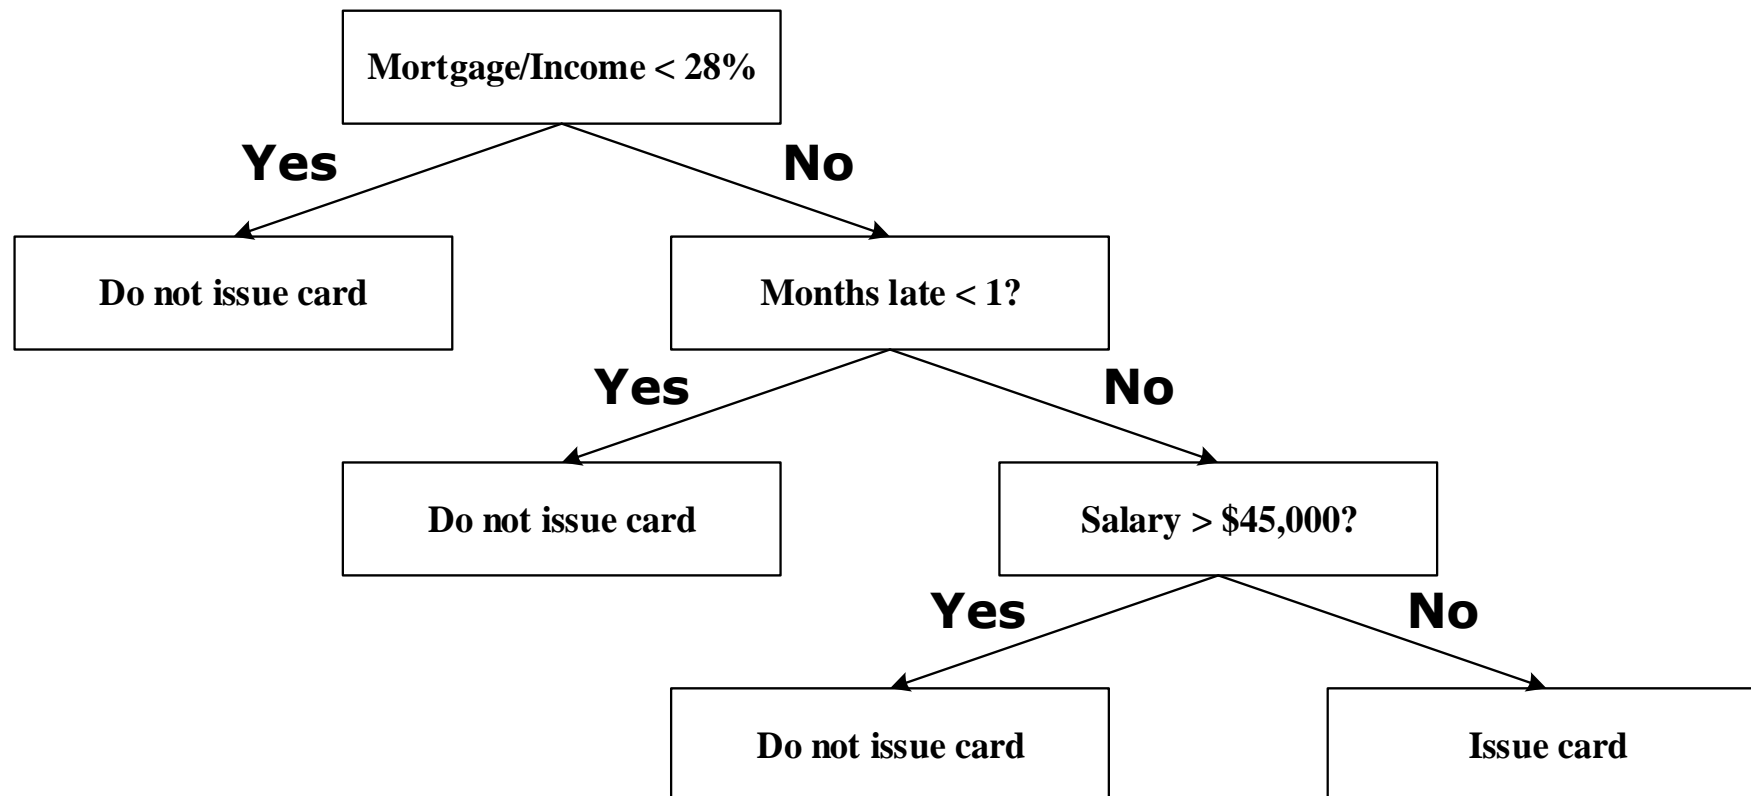 Mortgage/Income < 28%
Yes
No
Do not issue card
Months late < 1?
Yes
No
Do not issue card
Salary > $45,000?
Yes
No
Do not issue card
Issue card